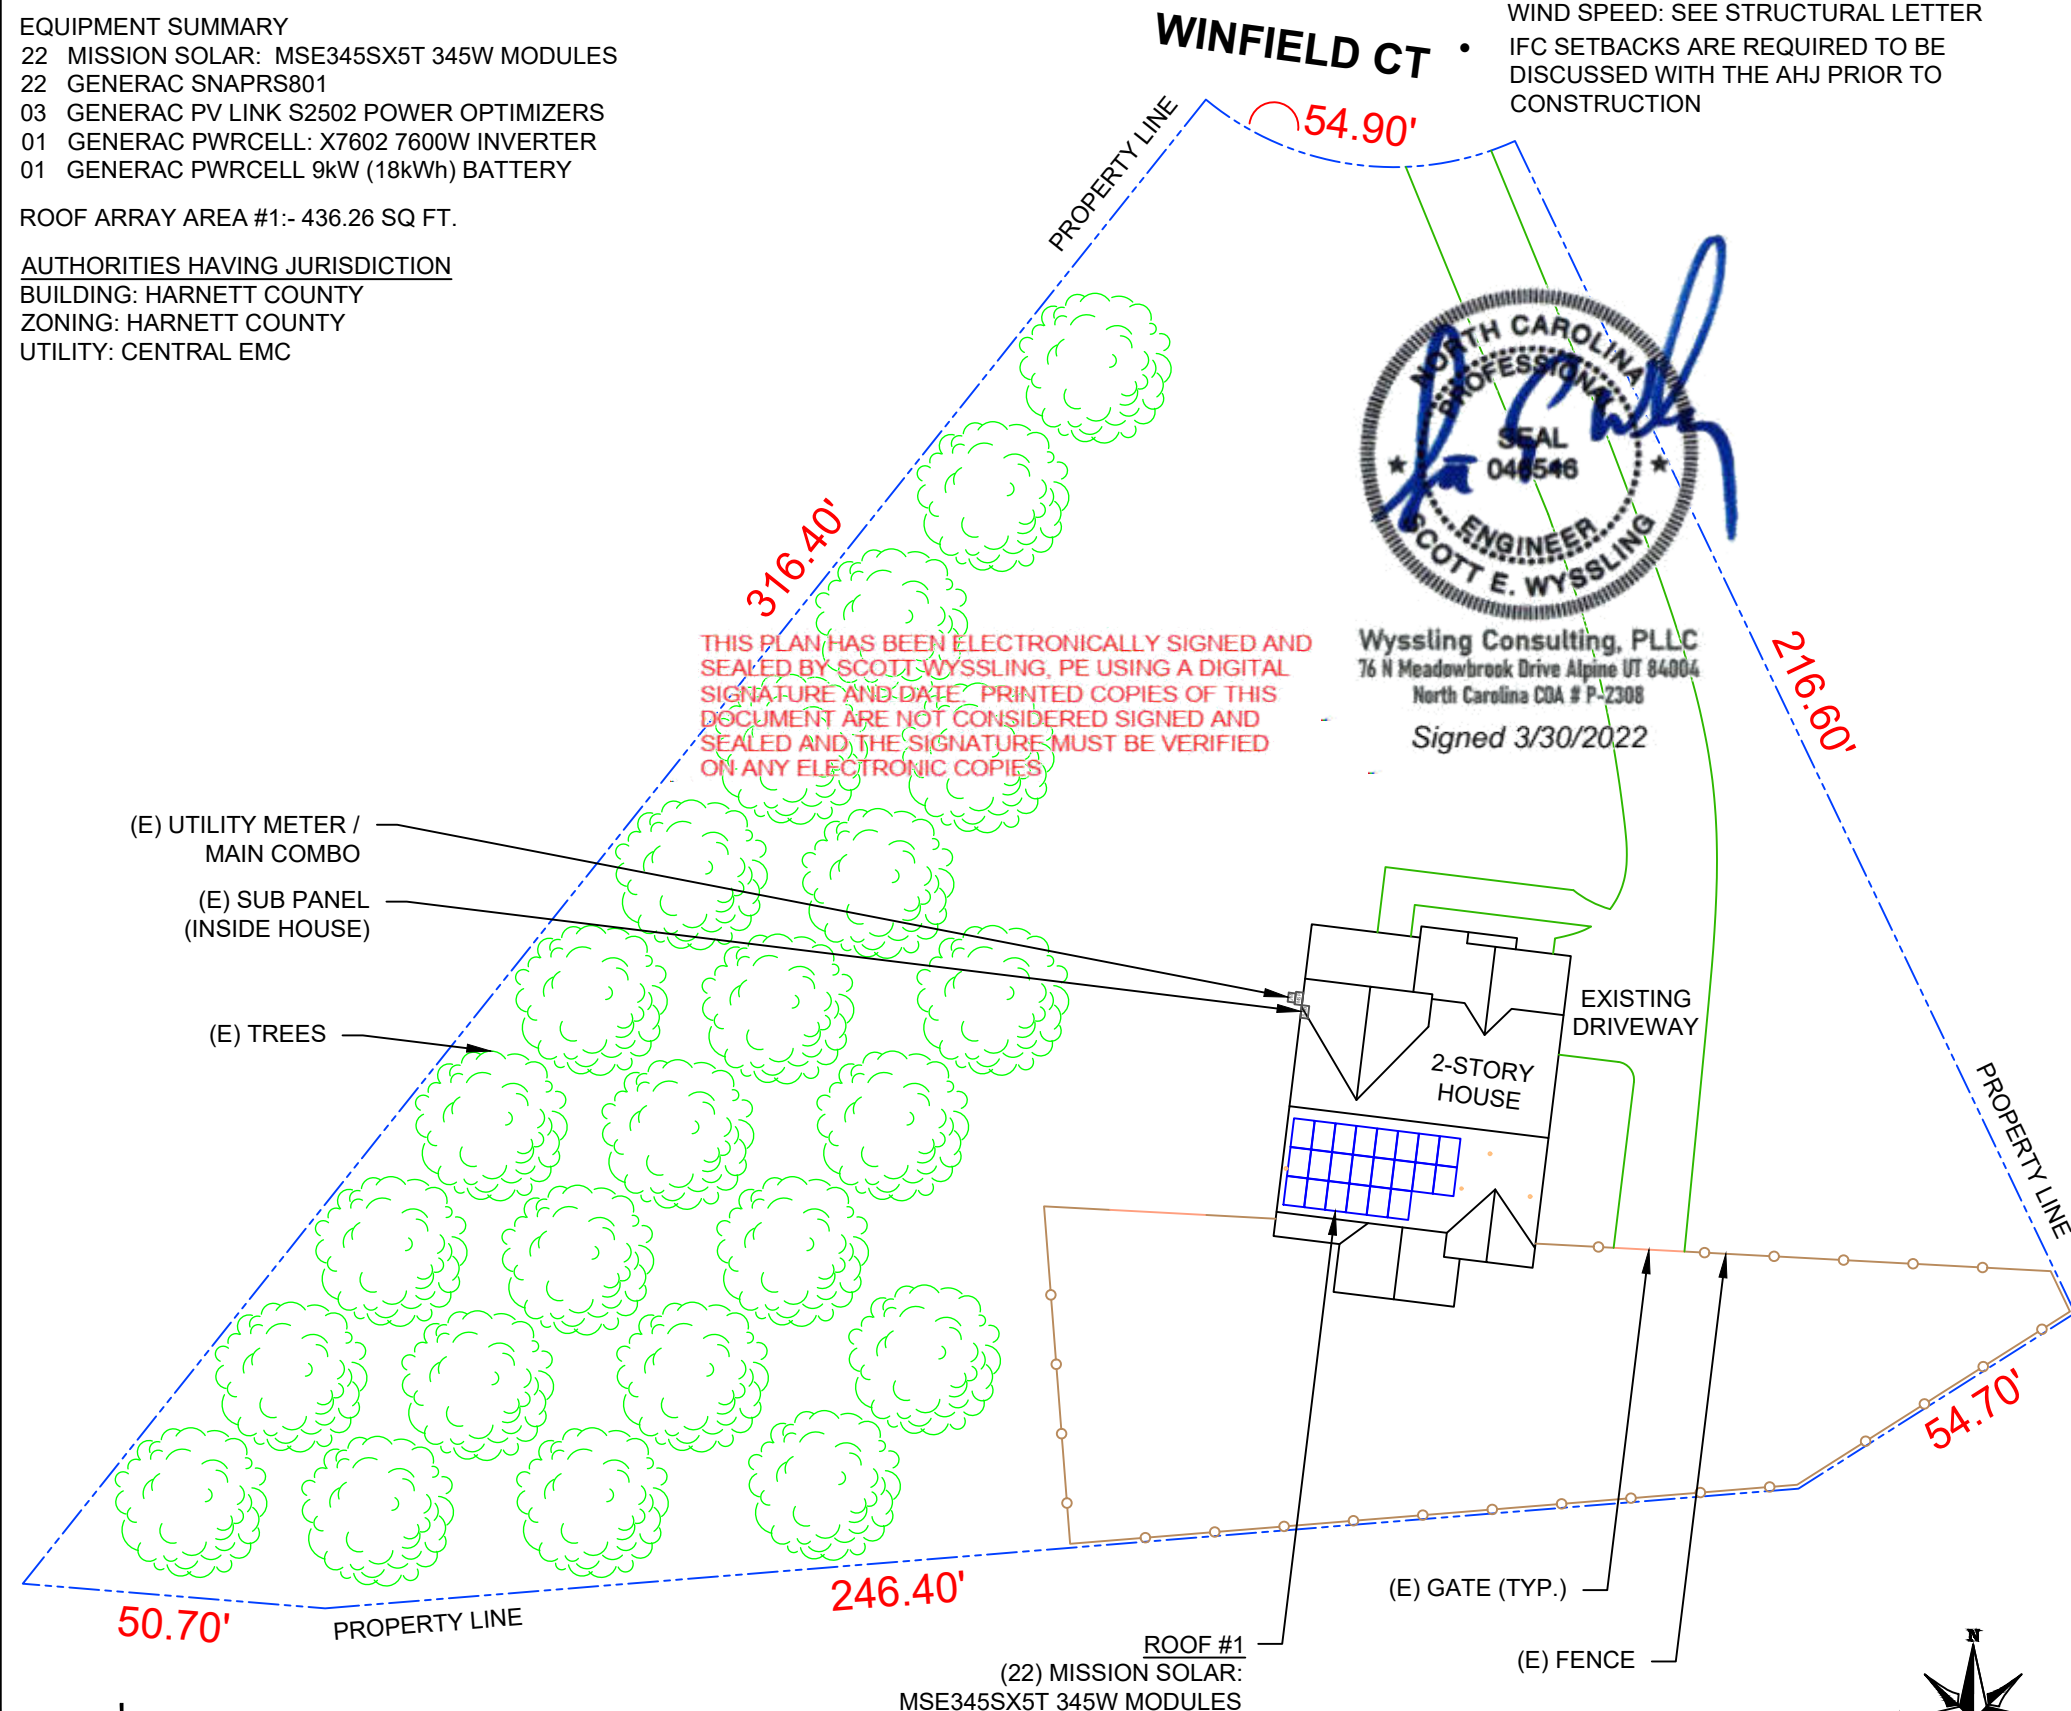 EQUIPMENT SUMMARY
22 MISSION SOLAR: MSE345SX5T 345W MODULES
22 GENERAC SNAPRS801
03 GENERAC PV LINK S2502 POWER OPTIMIZERS
01 GENERAC PWRCELL: X7602 7600W INVERTER
01 GENERAC PWRCELL 9kW (18kWh) BATTERY
ROOF ARRAY AREA #1:- 436.26 SQ FT.
AUTHORITIES HAVING JURISDICTION
BUILDING: HARNETT COUNTY
ZONING: HARNETT COUNTY
UTILITY: CENTRAL EMC
WINFIELD CT
WIND SPEED: SEE STRUCTURAL LETTER
• IFC SETBACKS ARE REQUIRED TO BE
DISCUSSED WITH THE AHJ PRIOR TO
CONSTRUCTION
54.90'
PROPERTY LINE
316.40'
NORTH CAROLINA
PROFESSIONAL
SEAL
046546
ENGINEER
SCOTT E. WYSSLING
Wyssling Consulting, PLLC
76 N Meadowbrook Drive Alpine UT 84004
North Carolina COA # P-2308
Signed 3/30/2022
THIS PLAN HAS BEEN ELECTRONICALLY SIGNED AND
SEALED BY SCOTT WYSSLING, PE USING A DIGITAL
SIGNATURE AND DATE. PRINTED COPIES OF THIS
DOCUMENT ARE NOT CONSIDERED SIGNED AND
SEALED AND THE SIGNATURE MUST BE VERIFIED
ON ANY ELECTRONIC COPIES
216.60'
(E) UTILITY METER /
MAIN COMBO
(E) SUB PANEL
(INSIDE HOUSE)
(E) TREES
EXISTING
DRIVEWAY
2-STORY
HOUSE
PROPERTY LINE
54.70'
246.40'
50.70'
PROPERTY LINE
(E) GATE (TYP.)
(E) FENCE
ROOF #1
(22) MISSION SOLAR:
MSE345SX5T 345W MODULES
N